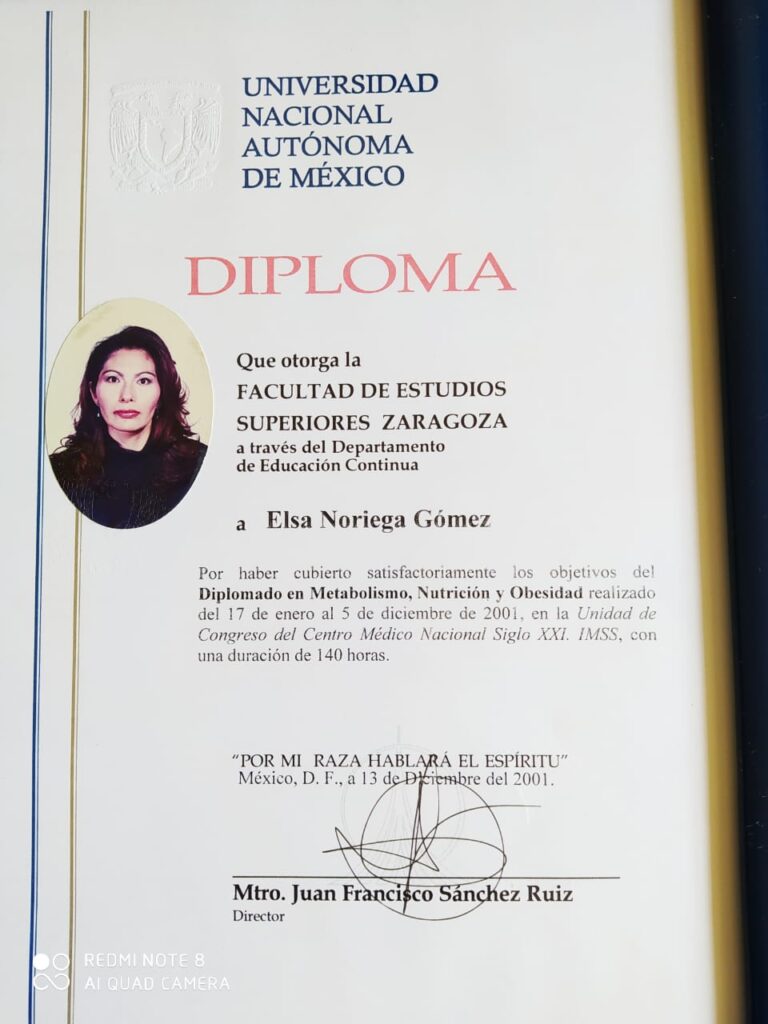 UNIVERSIDAD
NACIONAL
AUTÓNOMA
DE MÉXICO
DIPLOMA
Que otorga la
FACULTAD DE ESTUDIOS
SUPERIORES ZARAGOZA
a través del Departamento
de Educación Continua
a Elsa Noriega Gómez
Por haber cubierto satisfactoriamente los objetivos del
Diplomado en Metabolismo, Nutrición y Obesidad realizado
del 17 de enero al 5 de diciembre de 2001, en la Unidad de
Congreso del Centro Médico Nacional Siglo XXI. IMSS, con
una duración de 140 horas.
“POR MI RAZA HABLARÁ EL ESPÍRITU”
México, D. F., a 13 de Diciembre del 2001.
Mtro. Juan Francisco Sánchez Ruiz
Director
REDMI NOTE 8
AI QUAD CAMERA